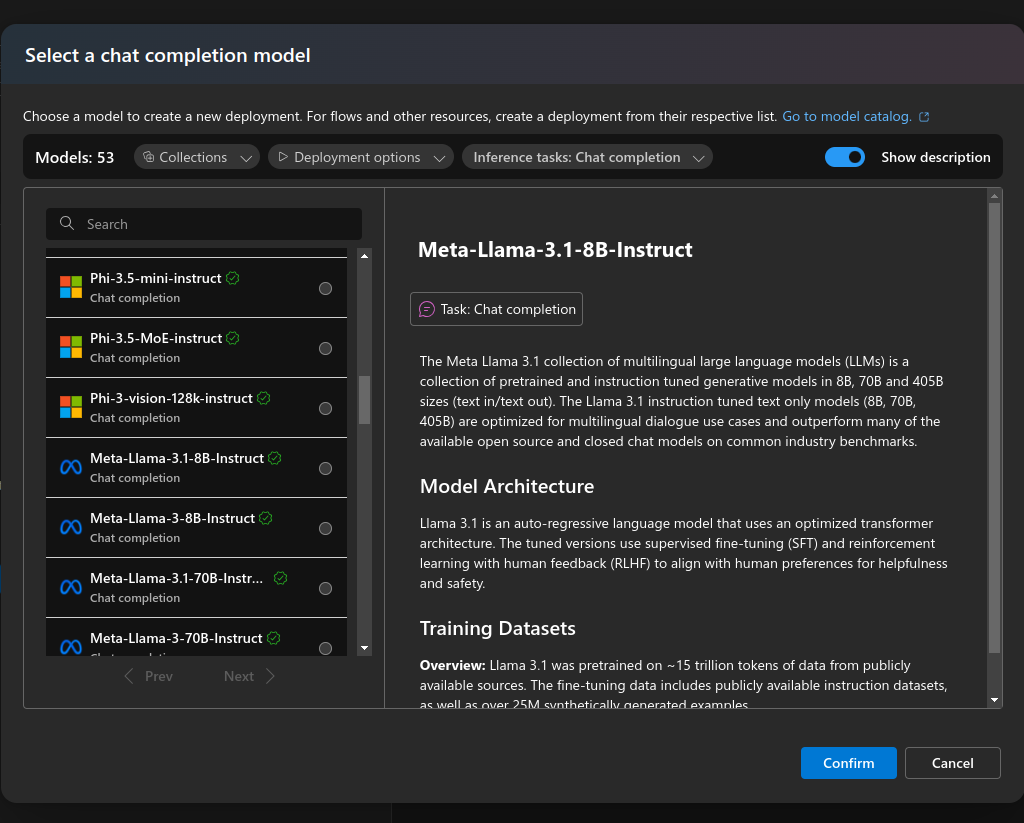 Select a chat completion model
Choose a model to create a new deployment. For flows and other resources, create a deployment from their respective list. Go to model catalog.
Models: 53
Collections
Deployment options
Inference tasks: Chat completion
Show description
Search
Phi-3.5-mini-instruct
Chat completion
Phi-3.5-MoE-instruct
Chat completion
Phi-3-vision-128k-instruct
Chat completion
Meta-Llama-3.1-8B-Instruct
Chat completion
Meta-Llama-3-8B-Instruct
Chat completion
Meta-Llama-3.1-70B-Instr...
Chat completion
Meta-Llama-3-70B-Instruct
Chat completion
Prev
Next
Meta-Llama-3.1-8B-Instruct
Task: Chat completion
The Meta Llama 3.1 collection of multilingual large language models (LLMs) is a
collection of pretrained and instruction tuned generative models in 8B, 70B and 405B
sizes (text in/text out). The Llama 3.1 instruction tuned text only models (8B, 70B,
405B) are optimized for multilingual dialogue use cases and outperform many of the
available open source and closed chat models on common industry benchmarks.
Model Architecture
Llama 3.1 is an auto-regressive language model that uses an optimized transformer
architecture. The tuned versions use supervised fine-tuning (SFT) and reinforcement
learning with human feedback (RLHF) to align with human preferences for helpfulness
and safety.
Training Datasets
Overview: Llama 3.1 was pretrained on ~15 trillion tokens of data from publicly
available sources. The fine-tuning data includes publicly available instruction datasets,
as well as over 25M synthetically generated examples.
Confirm
Cancel